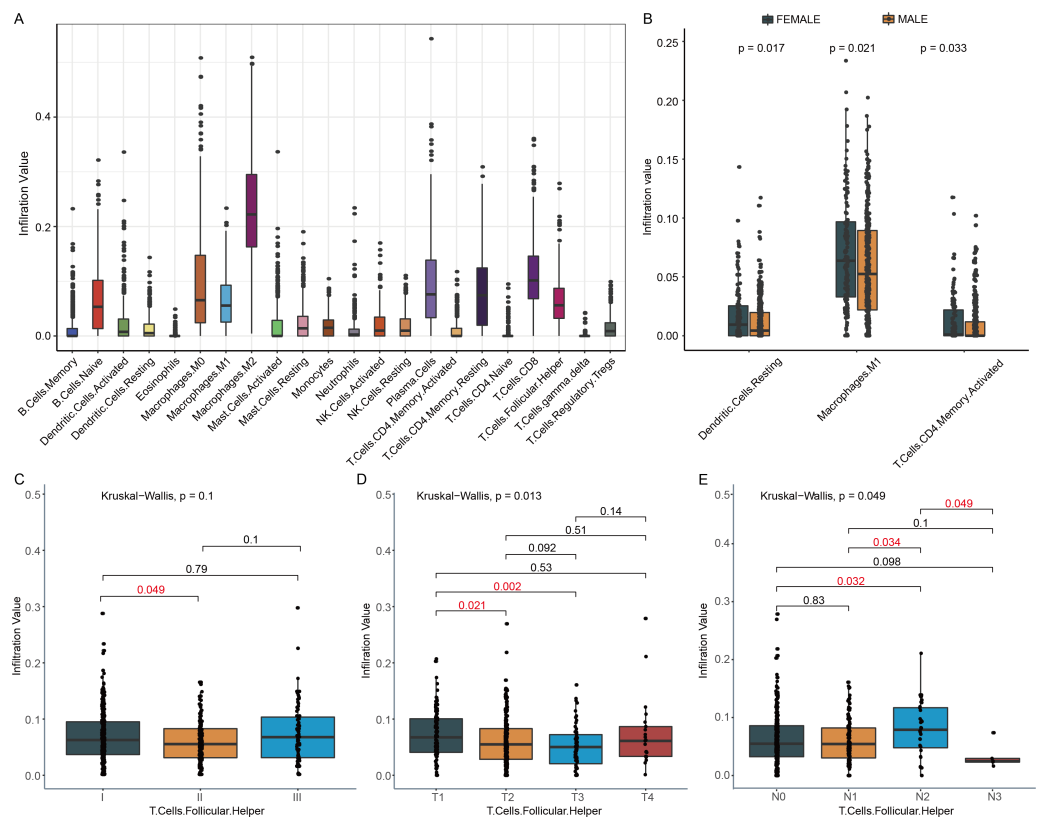 A
Infiltration Value
0.4
0.2
0.0
B.Cells.Memory
B.Cells.Naive
Dendritic.Cells.Activated
Dendritic.Cells.Resting
Eosinophils
Macrophages.M0
Macrophages.M1
Macrophages.M2
Mast.Cells.Activated
Mast.Cells.Resting
Monocytes
Neutrophils
NK.Cells.Activated
NK.Cells.Resting
Plasma.Cells
T.Cells.CD4.Memory.Activated
T.Cells.CD4.Memory.Resting
T.Cells.CD4.Naive
T.Cells.CD8
T.Cells.Follicular.Helper
T.Cells.gamma.delta
T.Cells.Regulatory.Tregs
B
FEMALE
MALE
p = 0.017
p = 0.021
p = 0.033
Infiltration value
0.25
0.20
0.15
0.10
0.05
0.00
Dendritic.Cells.Resting
Macrophages.M1
T.Cells.CD4.Memory.Activated
C
Kruskal−Wallis, p = 0.1
0.1
0.79
0.049
Infiltration Value
0.5
0.4
0.3
0.2
0.1
0.0
I
II
III
T.Cells.Follicular.Helper
D
Kruskal−Wallis, p = 0.013
0.14
0.51
0.092
0.53
0.002
0.021
Infiltration Value
0.5
0.4
0.3
0.2
0.1
0.0
T1
T2
T3
T4
T.Cells.Follicular.Helper
E
Kruskal−Wallis, p = 0.049
0.049
0.1
0.034
0.098
0.032
0.83
Infiltration Value
0.5
0.4
0.3
0.2
0.1
0.0
N0
N1
N2
N3
T.Cells.Follicular.Helper